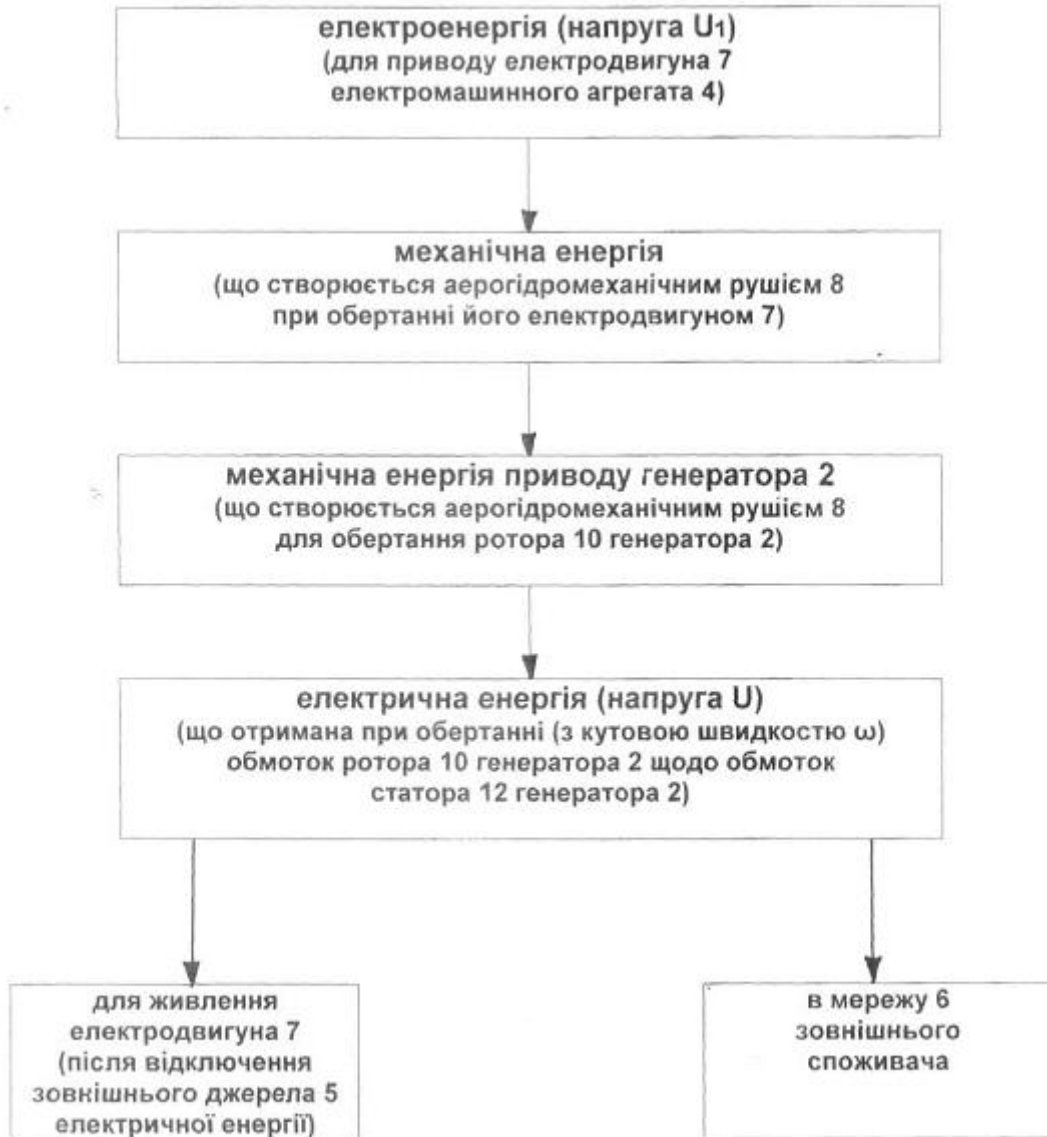 електроенергія (напруга U1)
(для приводу електродвигуна 7
електромашинного агрегата 4)
механічна енергія
(що створюється аерогідромеханічним рушієм 8
при обертанні його електродвигуном 7)
механічна енергія приводу генератора 2
(що створюється аерогідромеханічним рушієм 8
для обертання ротора 10 генератора 2)
електрична енергія (напруга U)
(що отримана при обертанні (з кутовою швидкостю ω)
обмоток ротора 10 генератора 2 щодо обмоток
статора 12 генератора 2)
для живлення
електродвигуна 7
(після відключення
зовнішнього джерела 5
електричної енергії)
в мережу 6
зовнішнього
споживача